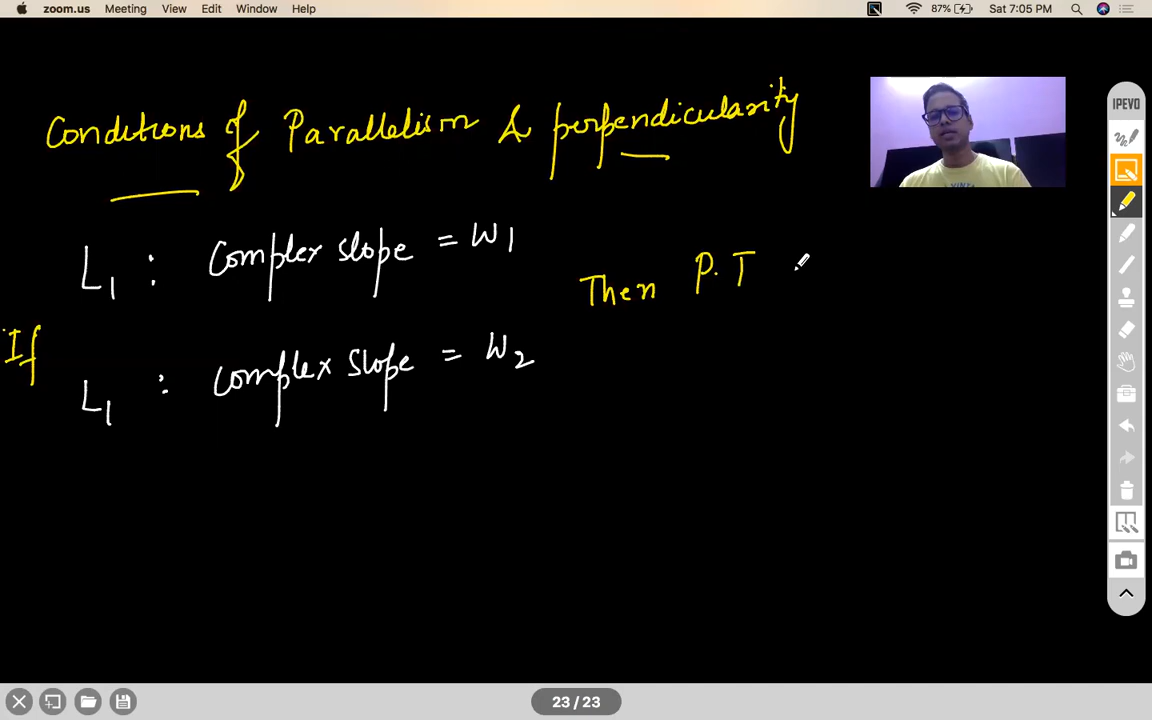 zoom.us Meeting View Edit Window Help 87% Sat 7:05 PM
Conditions of Parallelism & perpendicularity
IPEVO
L1 : Complex slope = W1
Then P.T
If
L1 : Complex slope = W2
23 / 23